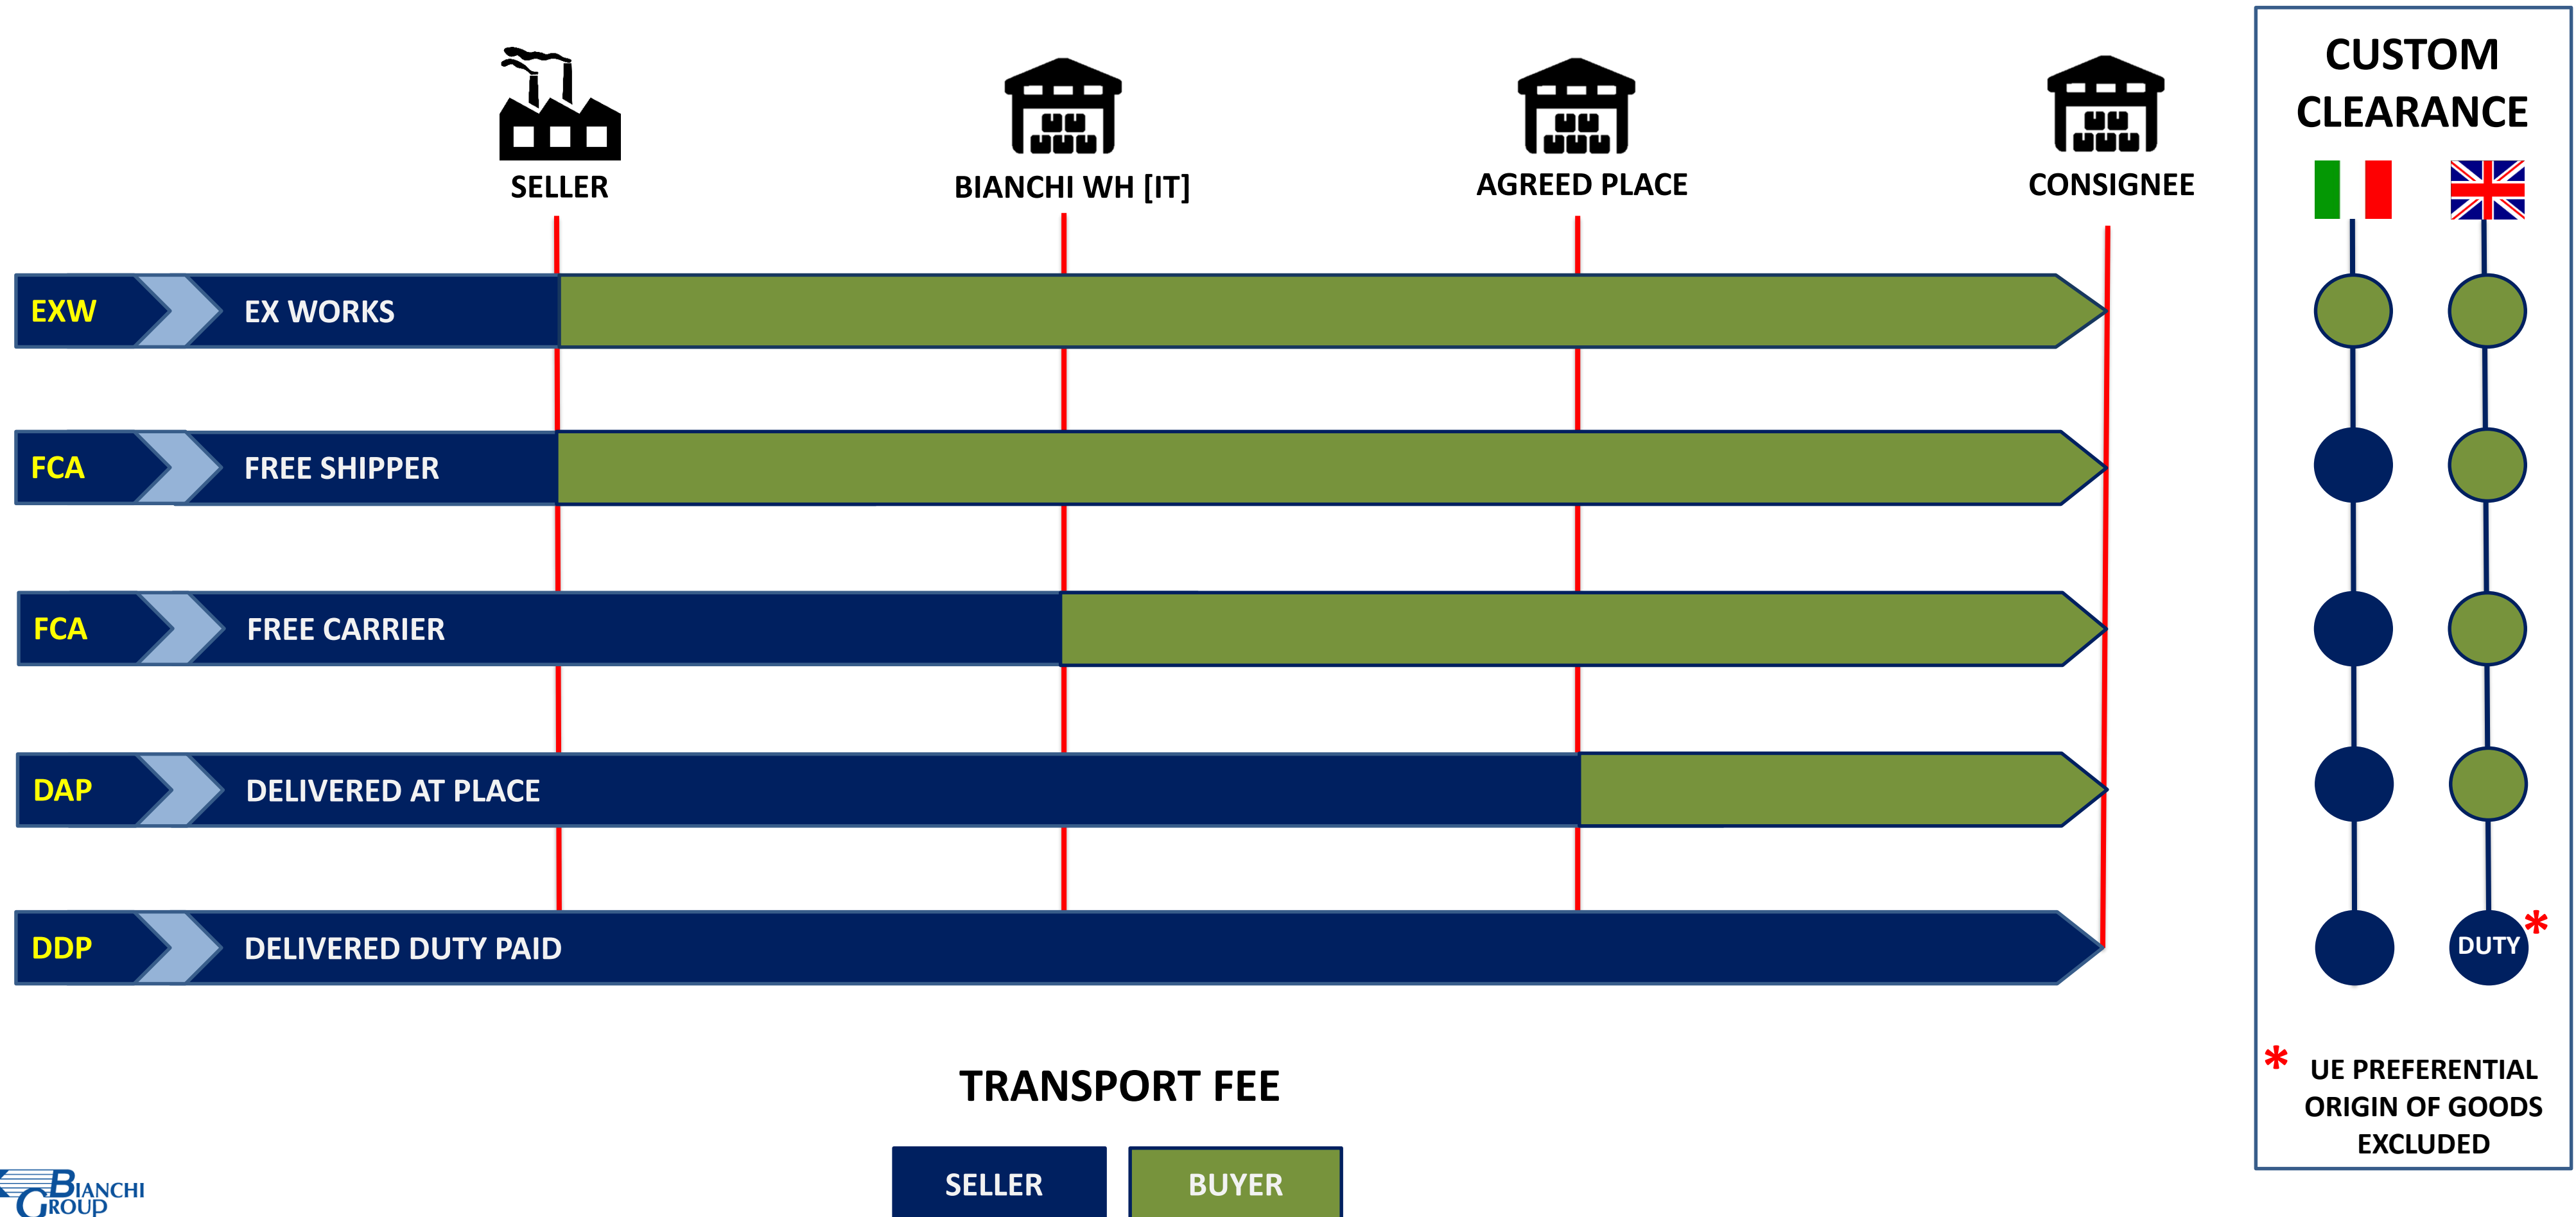 CUSTOM
CLEARANCE
SELLER
BIANCHI WH [IT]
AGREED PLACE
CONSIGNEE
EXW EX WORKS
FCA FREE SHIPPER
FCA FREE CARRIER
DAP DELIVERED AT PLACE
DDP DELIVERED DUTY PAID
DUTY *
* UE PREFERENTIAL
ORIGIN OF GOODS
EXCLUDED
TRANSPORT FEE
SELLER
BUYER
BIANCHI
GROUP